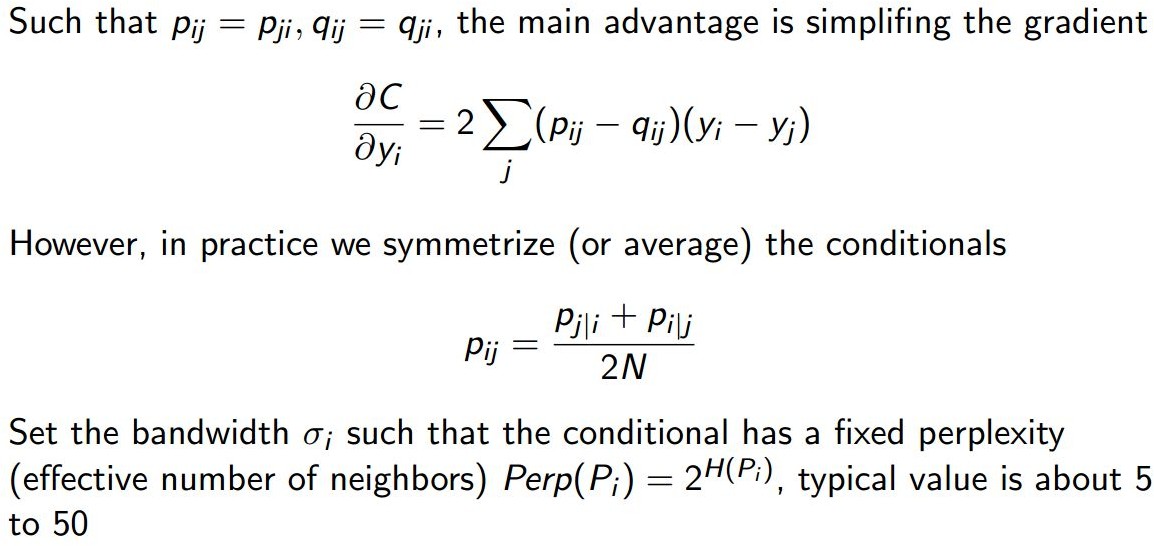 Such that $p_{ij} = p_{ji}, q_{ij} = q_{ji}$, the main advantage is simplifing the gradient
$\frac{\partial C}{\partial y_i} = 2 \sum_j (p_{ij} - q_{ij})(y_i - y_j)$
However, in practice we symmetrize (or average) the conditionals
$p_{ij} = \frac{p_{j|i} + p_{i|j}}{2N}$
Set the bandwidth $\sigma_i$ such that the conditional has a fixed perplexity
(effective number of neighbors) $Perp(P_i) = 2^{H(P_i)}$, typical value is about 5
to 50